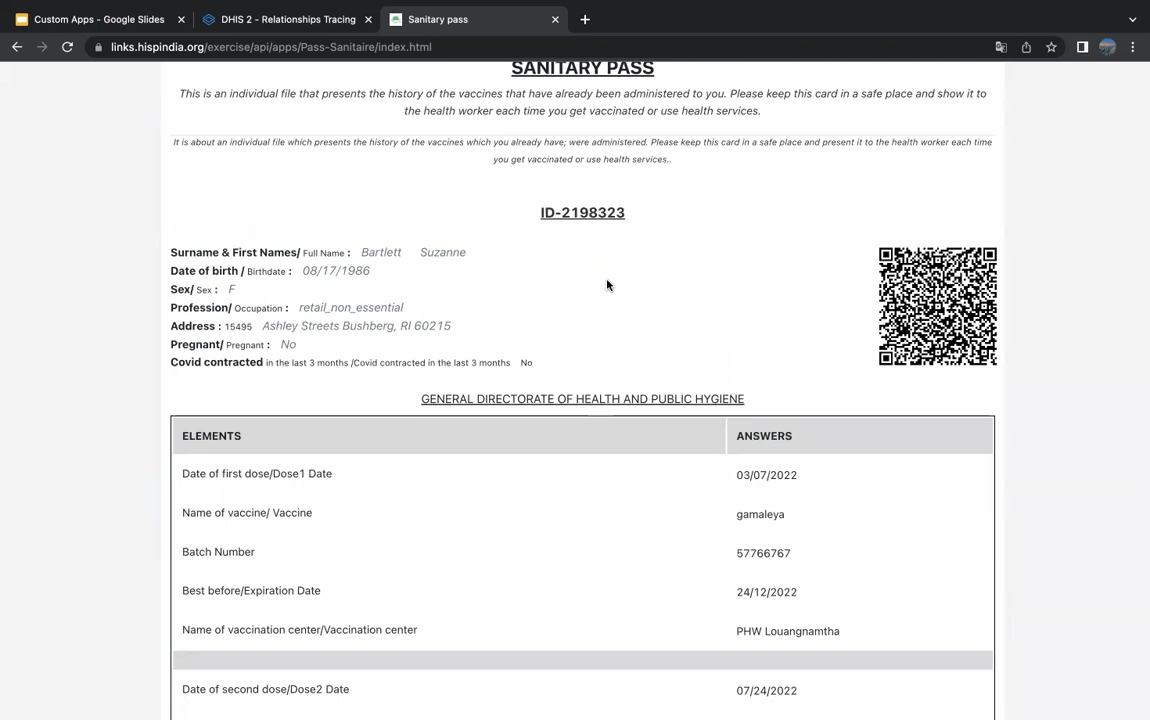 Custom Apps - Google Slides
DHIS 2 - Relationships Tracing
Sanitary pass
links.hispindia.org/exercise/api/apps/Pass-Sanitaire/index.html
SANITARY PASS
This is an individual file that presents the history of the vaccines that have already been administered to you. Please keep this card in a safe place and show it to
the health worker each time you get vaccinated or use health services.
It is about an individual file which presents the history of the vaccines which you already have; were administered. Please keep this card in a safe place and present it to the health worker each time
you get vaccinated or use health services..
ID-2198323
Surname & First Names/ Full Name : Bartlett Suzanne
Date of birth / Birthdate : 08/17/1986
Sex/ Sex : F
Profession/ Occupation : retail_non_essential
Address : 15495 Ashley Streets Bushberg, RI 60215
Pregnant/ Pregnant : No
Covid contracted in the last 3 months /Covid contracted in the last 3 months No
GENERAL DIRECTORATE OF HEALTH AND PUBLIC HYGIENE
ELEMENTS ANSWERS
Date of first dose/Dose1 Date 03/07/2022
Name of vaccine/ Vaccine gamaleya
Batch Number 57766767
Best before/Expiration Date 24/12/2022
Name of vaccination center/Vaccination center PHW Louangnamtha
Date of second dose/Dose2 Date 07/24/2022